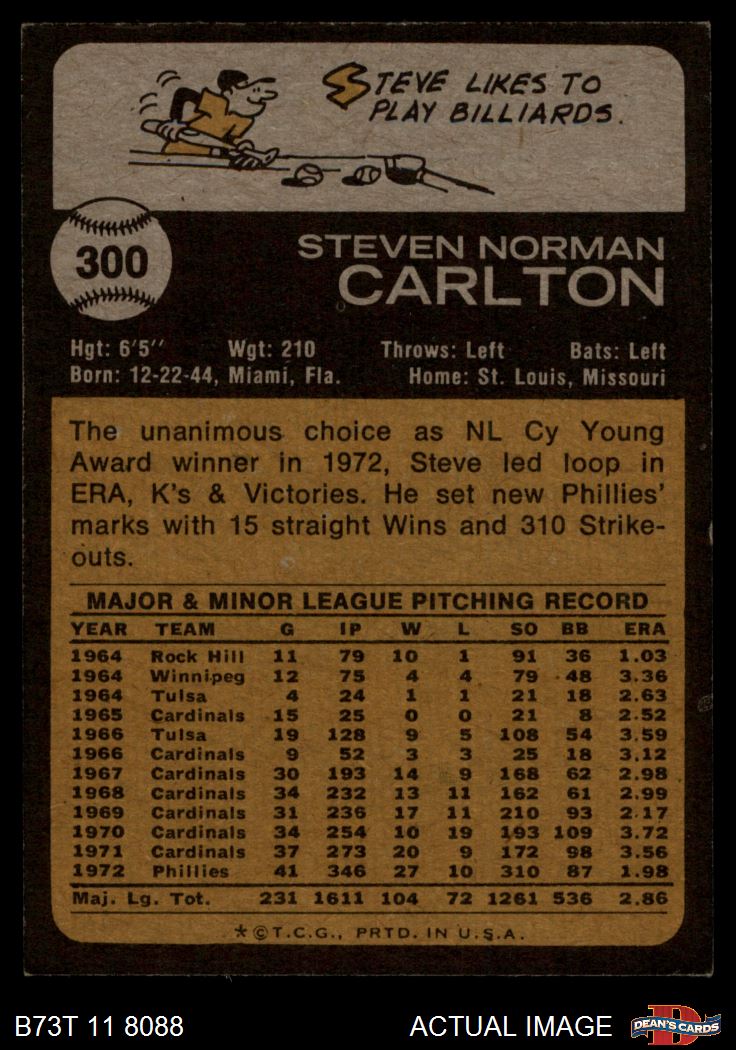 STEVE LIKES TO
PLAY BILLIARDS.
300
STEVEN NORMAN
CARLTON
Hgt: 6'5'' Wgt: 210 Throws: Left Bats: Left
Born: 12-22-44, Miami, Fla. Home: St. Louis, Missouri
The unanimous choice as NL Cy Young
Award winner in 1972, Steve led loop in
ERA, K's & Victories. He set new Phillies'
marks with 15 straight Wins and 310 Strike-
outs.
MAJOR & MINOR LEAGUE PITCHING RECORD
YEAR TEAM G IP W L SO BB ERA
1964 Rock Hill 11 79 10 1 91 36 1.03
1964 Winnipeg 12 75 4 4 79 48 3.36
1964 Tulsa 4 24 1 1 21 18 2.63
1965 Cardinals 15 25 0 0 21 8 2.52
1966 Tulsa 19 128 9 5 108 54 3.59
1966 Cardinals 9 52 3 3 25 18 3.12
1967 Cardinals 30 193 14 9 168 62 2.98
1968 Cardinals 34 232 13 11 162 61 2.99
1969 Cardinals 31 236 17 11 210 93 2.17
1970 Cardinals 34 254 10 19 193 109 3.72
1971 Cardinals 37 273 20 9 172 98 3.56
1972 Phillies 41 346 27 10 310 87 1.98
Maj. Lg. Tot. 231 1611 104 72 1261 536 2.86
*©T.C.G., PRTD. IN U.S.A.
B73T 11 8088 ACTUAL IMAGE D DEAN'S CARDS